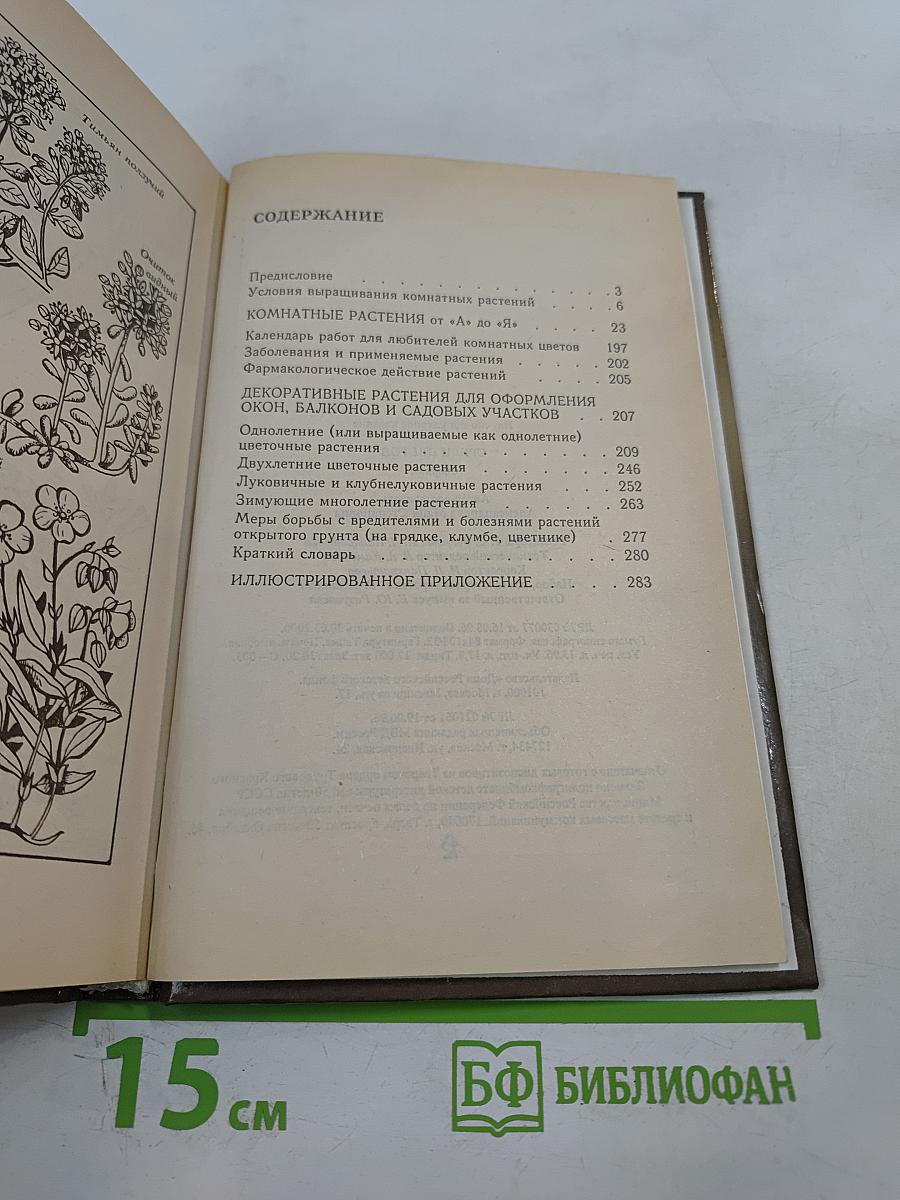 Тимьян ползучий
Очиток
видный
СОДЕРЖАНИЕ
Предисловие . . . . . . . . . . . . . 3
Условия выращивания комнатных растений . . . . 6
КОМНАТНЫЕ РАСТЕНИЯ от «А» до «Я» . . . . 23
Календарь работ для любителей комнатных цветов 197
Заболевания и применяемые растения . . . . . 202
Фармакологическое действие растений . . . . 205
ДЕКОРАТИВНЫЕ РАСТЕНИЯ ДЛЯ ОФОРМЛЕНИЯ
ОКОН, БАЛКОНОВ И САДОВЫХ УЧАСТКОВ . . 207
Однолетние (или выращиваемые как однолетние)
цветочные растения . . . . . . . . . . 209
Двухлетние цветочные растения . . . . . . 246
Луковичные и клубнелуковичные растения . . . 252
Зимующие многолетние растения . . . . . . 263
Меры борьбы с вредителями и болезнями растений
открытого грунта (на грядке, клумбе, цветнике) . 277
Краткий словарь . . . . . . . . . . . 280
ИЛЛЮСТРИРОВАННОЕ ПРИЛОЖЕНИЕ . . . . 283
15 см
БФ БИБЛИОФАН